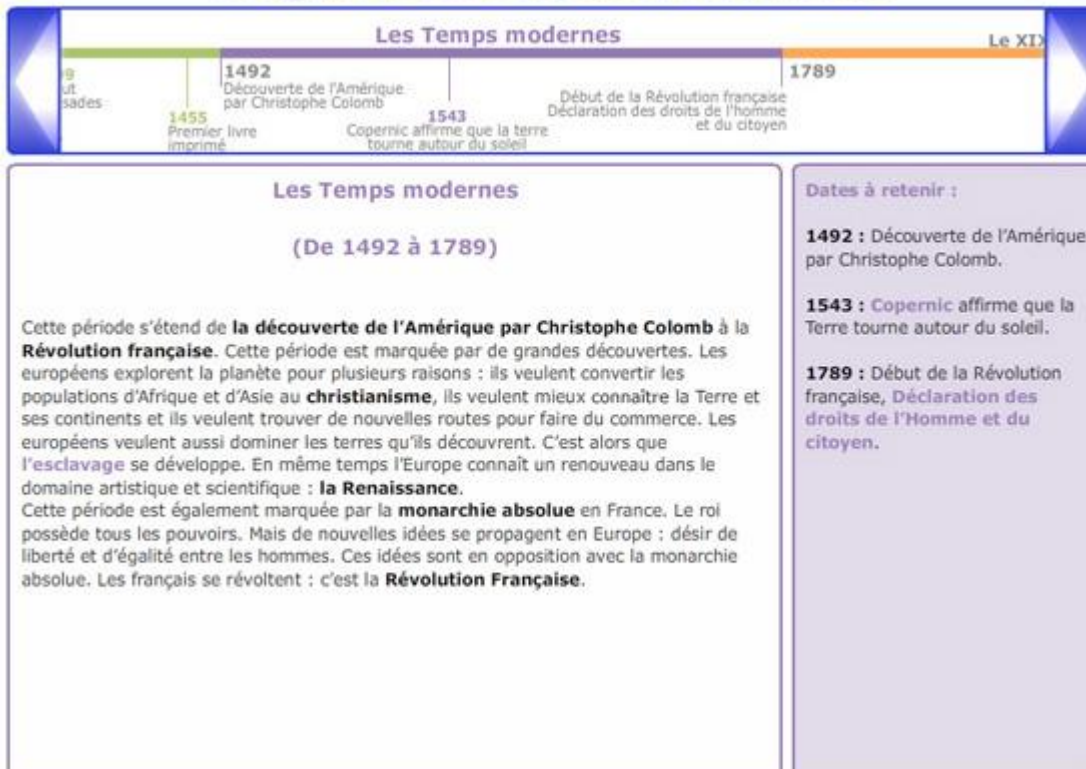 Les Temps modernes
Le XIX
1492
Découverte de l'Amérique
par Christophe Colomb
1789
Début de la Révolution française
Déclaration des droits de l'homme
et du citoyen
1455
Premier livre
imprimé
1543
Copernic affirme que la terre
tourne autour du soleil
Les Temps modernes
(De 1492 à 1789)
Cette période s'étend de la découverte de l'Amérique par Christophe Colomb à la
Révolution française. Cette période est marquée par de grandes découvertes. Les
européens explorent la planète pour plusieurs raisons : ils veulent convertir les
populations d'Afrique et d'Asie au christianisme, ils veulent mieux connaître la Terre et
ses continents et ils veulent trouver de nouvelles routes pour faire du commerce. Les
européens veulent aussi dominer les terres qu'ils découvrent. C'est alors que
l'esclavage se développe. En même temps l'Europe connaît un renouveau dans le
domaine artistique et scientifique : la Renaissance.
Cette période est également marquée par la monarchie absolue en France. Le roi
possède tous les pouvoirs. Mais de nouvelles idées se propagent en Europe : désir de
liberté et d'égalité entre les hommes. Ces idées sont en opposition avec la monarchie
absolue. Les français se révoltent : c'est la Révolution Française.
Dates à retenir :
1492 : Découverte de l'Amérique
par Christophe Colomb.
1543 : Copernic affirme que la
Terre tourne autour du soleil.
1789 : Début de la Révolution
française, Déclaration des
droits de l'Homme et du
citoyen.